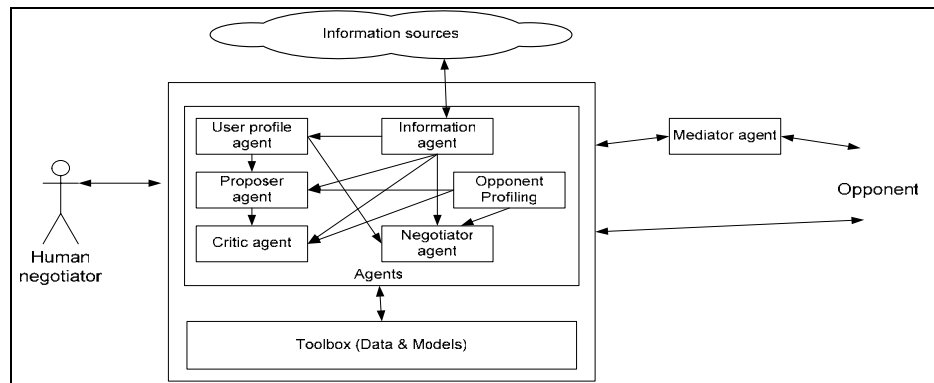 Information sources
User profile
agent
Information
agent
Mediator agent
Proposer
agent
Opponent
Profiling
Opponent
Critic agent
Negotiator
agent
Human
negotiator
Agents
Toolbox (Data & Models)